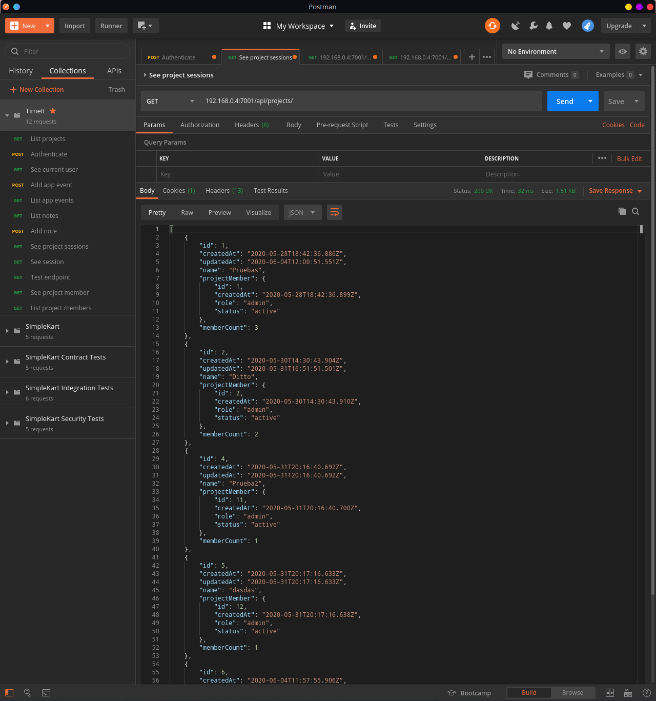 Postman
New
Import
Runner
My Workspace
Invite
Upgrade
Filter
History
Collections
APIs
New Collection
Trash
12 requests
GET List projects
POST Authenticate
GET See current user
POST Add app event
GET List app events
GET List notes
POST Add note
GET See project sessions
GET See session
GET Test endpoint
GET See project member
GET List project members
SimpleKart
5 requests
SimpleKart Contract Tests
5 requests
SimpleKart Integration Tests
6 requests
SimpleKart Security Tests
5 requests
POST Authenticate
GET See project sessions
GET 192.168.0.4:7001/...
GET 192.168.0.4:7001/...
No Environment
See project sessions
Comments 0
Examples 0
GET
192.168.0.4:7001/api/projects/
Send
Save
Params
Authorization
Headers (8)
Body
Pre-request Script
Tests
Settings
Cookies
Code
Query Params
KEY
VALUE
DESCRIPTION
Bulk Edit
Key
Value
Description
Body
Cookies (1)
Headers (13)
Test Results
Status: 200 OK
Time: 32 ms
Size: 1.51 KB
Save Response
Pretty
Raw
Preview
Visualize
JSON
1 [
2 {
3 "id": 1,
4 "createdAt": "2020-05-28T18:42:36.886Z",
5 "updatedAt": "2020-06-04T12:00:51.551Z",
6 "name": "Pruebas",
7 "projectMember": {
8 "id": 1,
9 "createdAt": "2020-05-28T18:42:36.899Z",
10 "role": "admin",
11 "status": "active"
12 },
13 "memberCount": 3
14 },
15 {
16 "id": 2,
17 "createdAt": "2020-05-30T14:30:43.904Z",
18 "updatedAt": "2020-05-31T16:51:51.501Z",
19 "name": "Ditto",
20 "projectMember": {
21 "id": 2,
22 "createdAt": "2020-05-30T14:30:43.910Z",
23 "role": "admin",
24 "status": "active"
25 },
26 "memberCount": 2
27 },
28 {
29 "id": 4,
30 "createdAt": "2020-05-31T20:16:40.692Z",
31 "updatedAt": "2020-05-31T20:16:40.692Z",
32 "name": "Prueba2",
33 "projectMember": {
34 "id": 11,
35 "createdAt": "2020-05-31T20:16:40.700Z",
36 "role": "admin",
37 "status": "active"
38 },
39 "memberCount": 1
40 },
41 {
42 "id": 5,
43 "createdAt": "2020-05-31T20:17:16.633Z",
44 "updatedAt": "2020-05-31T20:17:16.633Z",
45 "name": "dasdas",
46 "projectMember": {
47 "id": 12,
48 "createdAt": "2020-05-31T20:17:16.638Z",
49 "role": "admin",
50 "status": "active"
51 },
52 "memberCount": 1
53 },
54 {
55 "id": 6,
56 "createdAt": "2020-06-04T11:57:55.906Z",
Bootcamp
Build
Browse